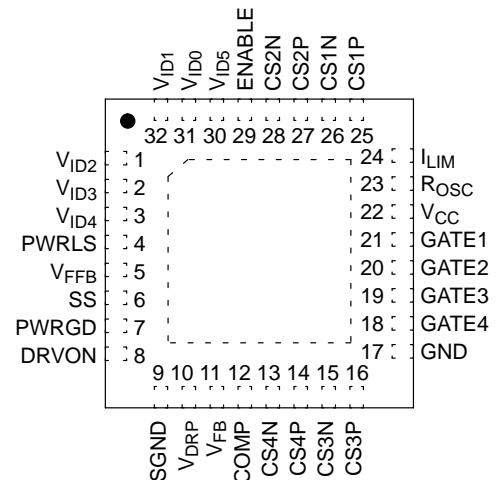 VID1 VID0 VID5 ENABLE CS2N CS2P CS1N CS1P
32 31 30 29 28 27 26 25
VID2 1
VID3 2
VID4 3
PWRLS 4
VFFB 5
SS 6
PWRGD 7
DRVON 8
24 ILIM
23 ROSC
22 VCC
21 GATE1
20 GATE2
19 GATE3
18 GATE4
17 GND
9 10 11 12 13 14 15 16
SGND VDRP VFB COMP CS4N CS4P CS3N CS3P